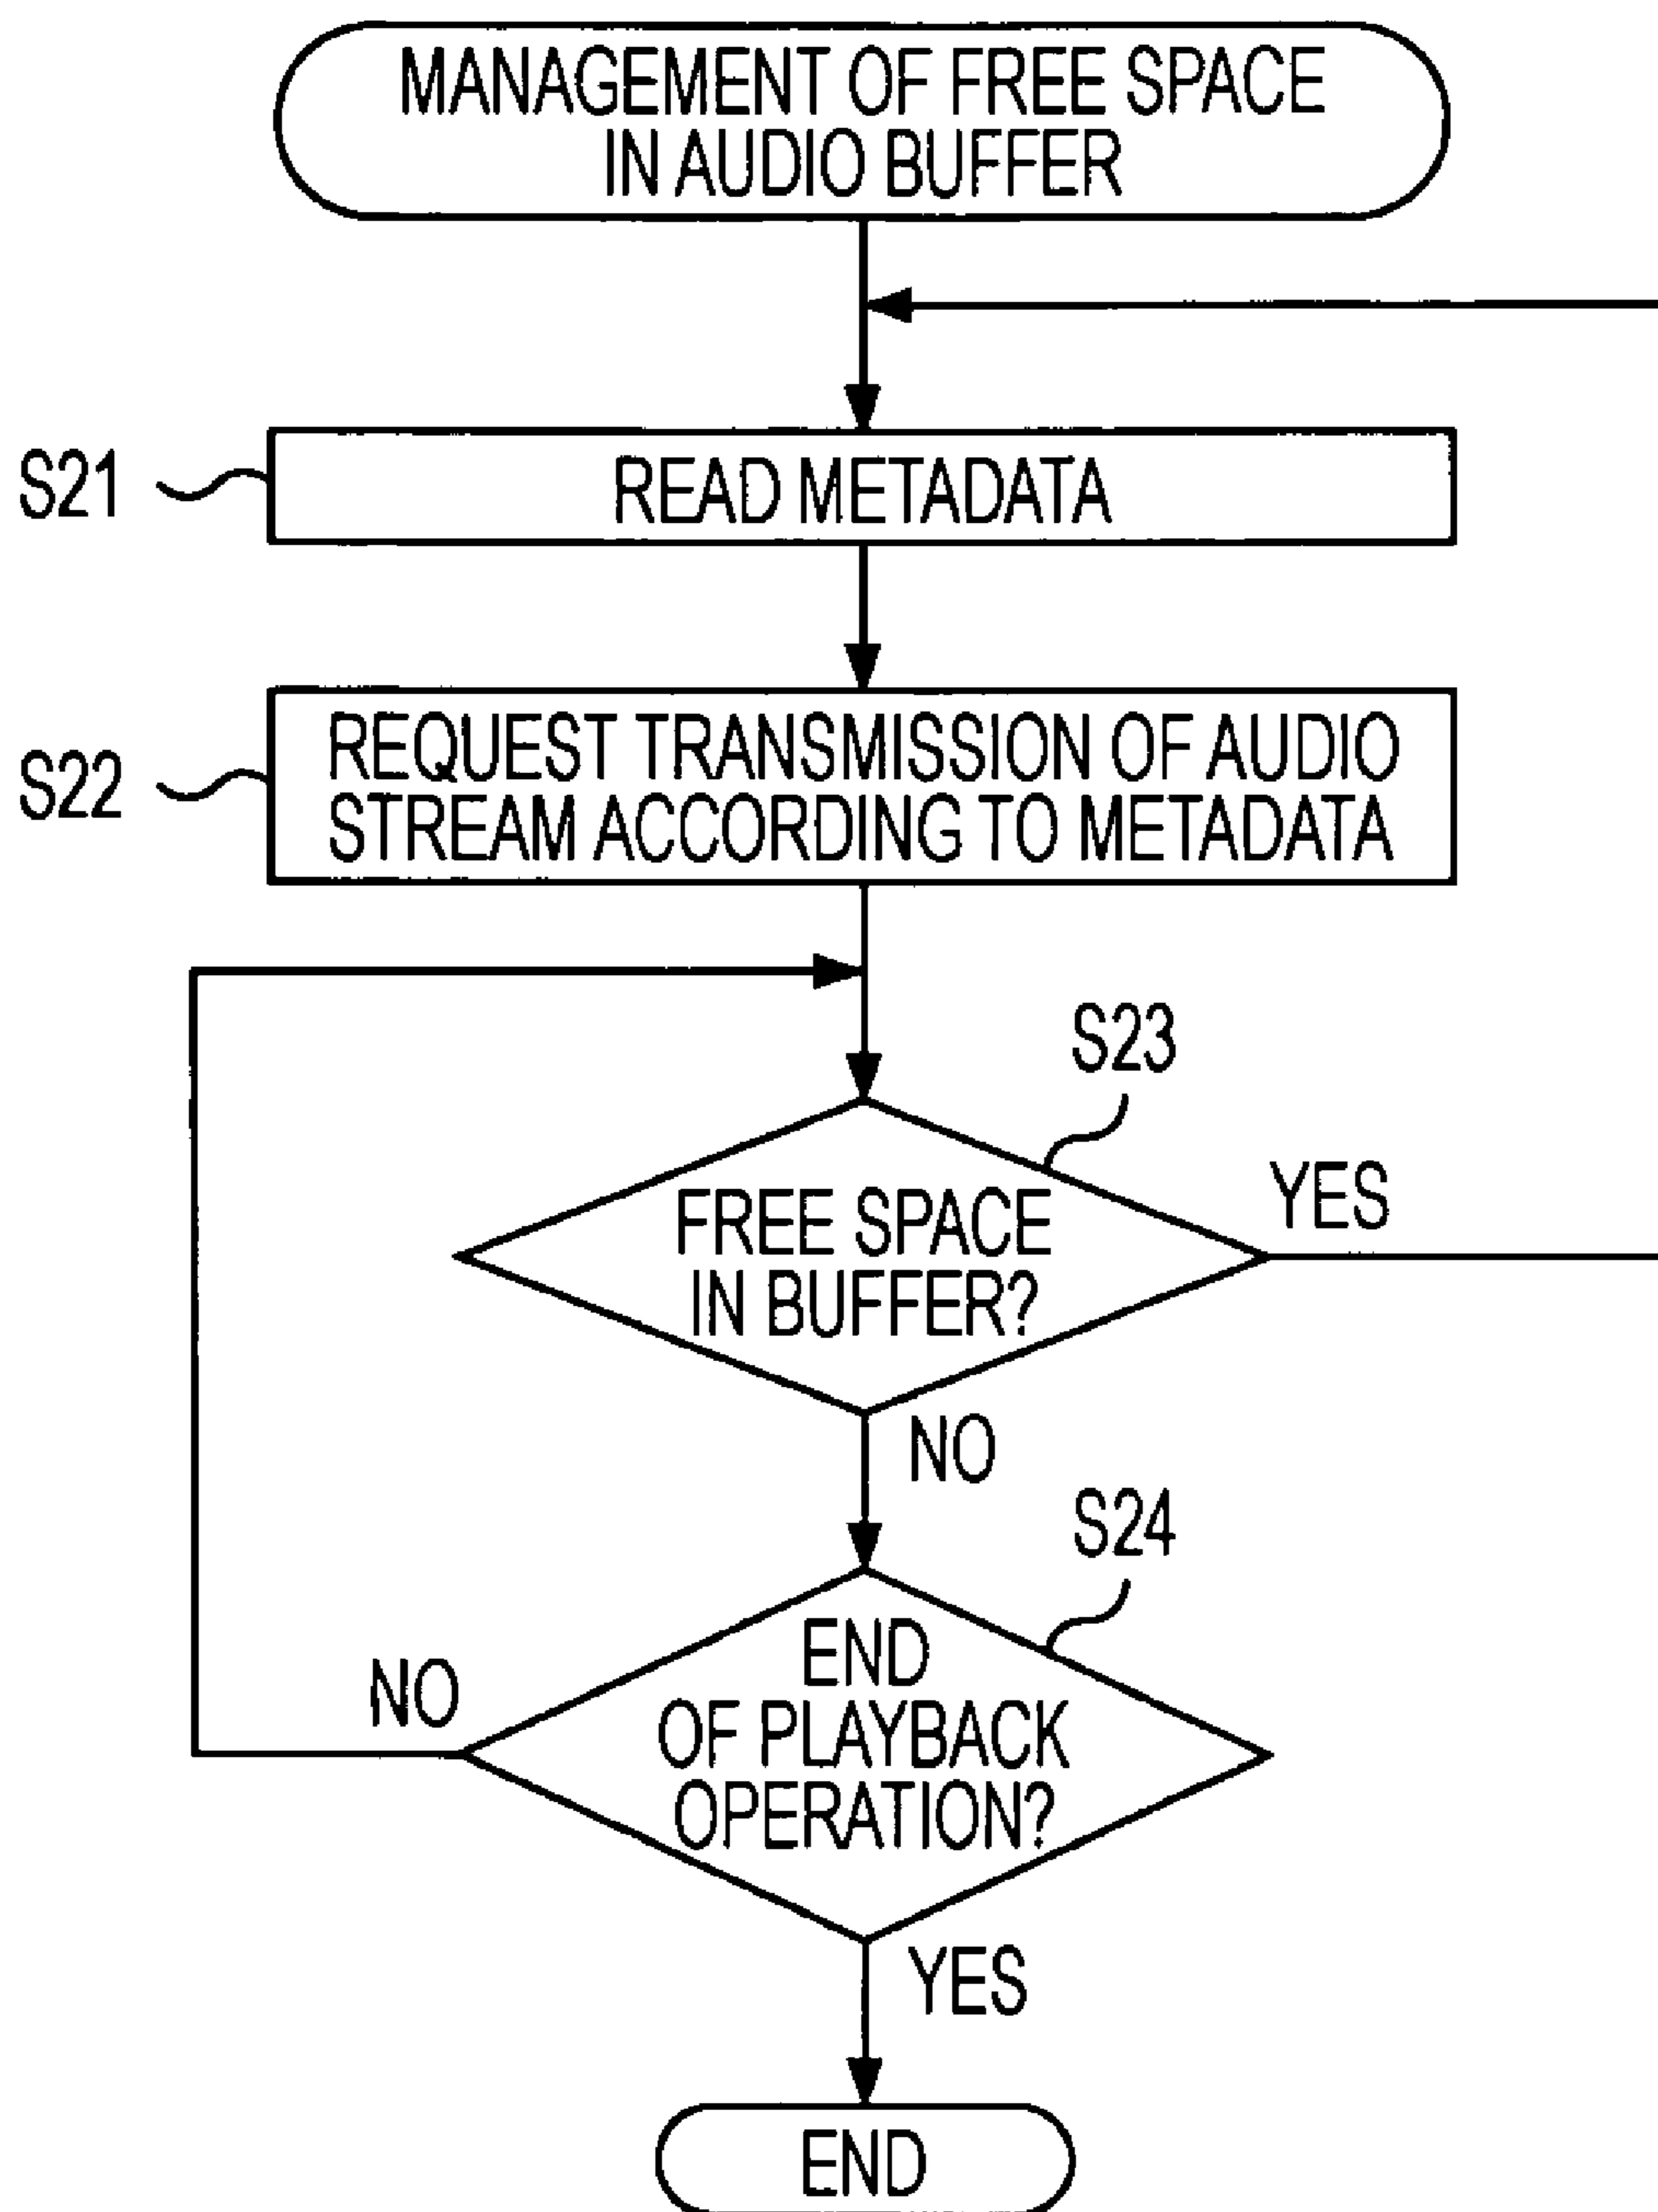 MANAGEMENT OF FREE SPACE
IN AUDIO BUFFER
S21
READ METADATA
S22
REQUEST TRANSMISSION OF AUDIO
STREAM ACCORDING TO METADATA
S23
FREE SPACE
IN BUFFER?
YES
NO
S24
END
OF PLAYBACK
OPERATION?
NO
YES
END